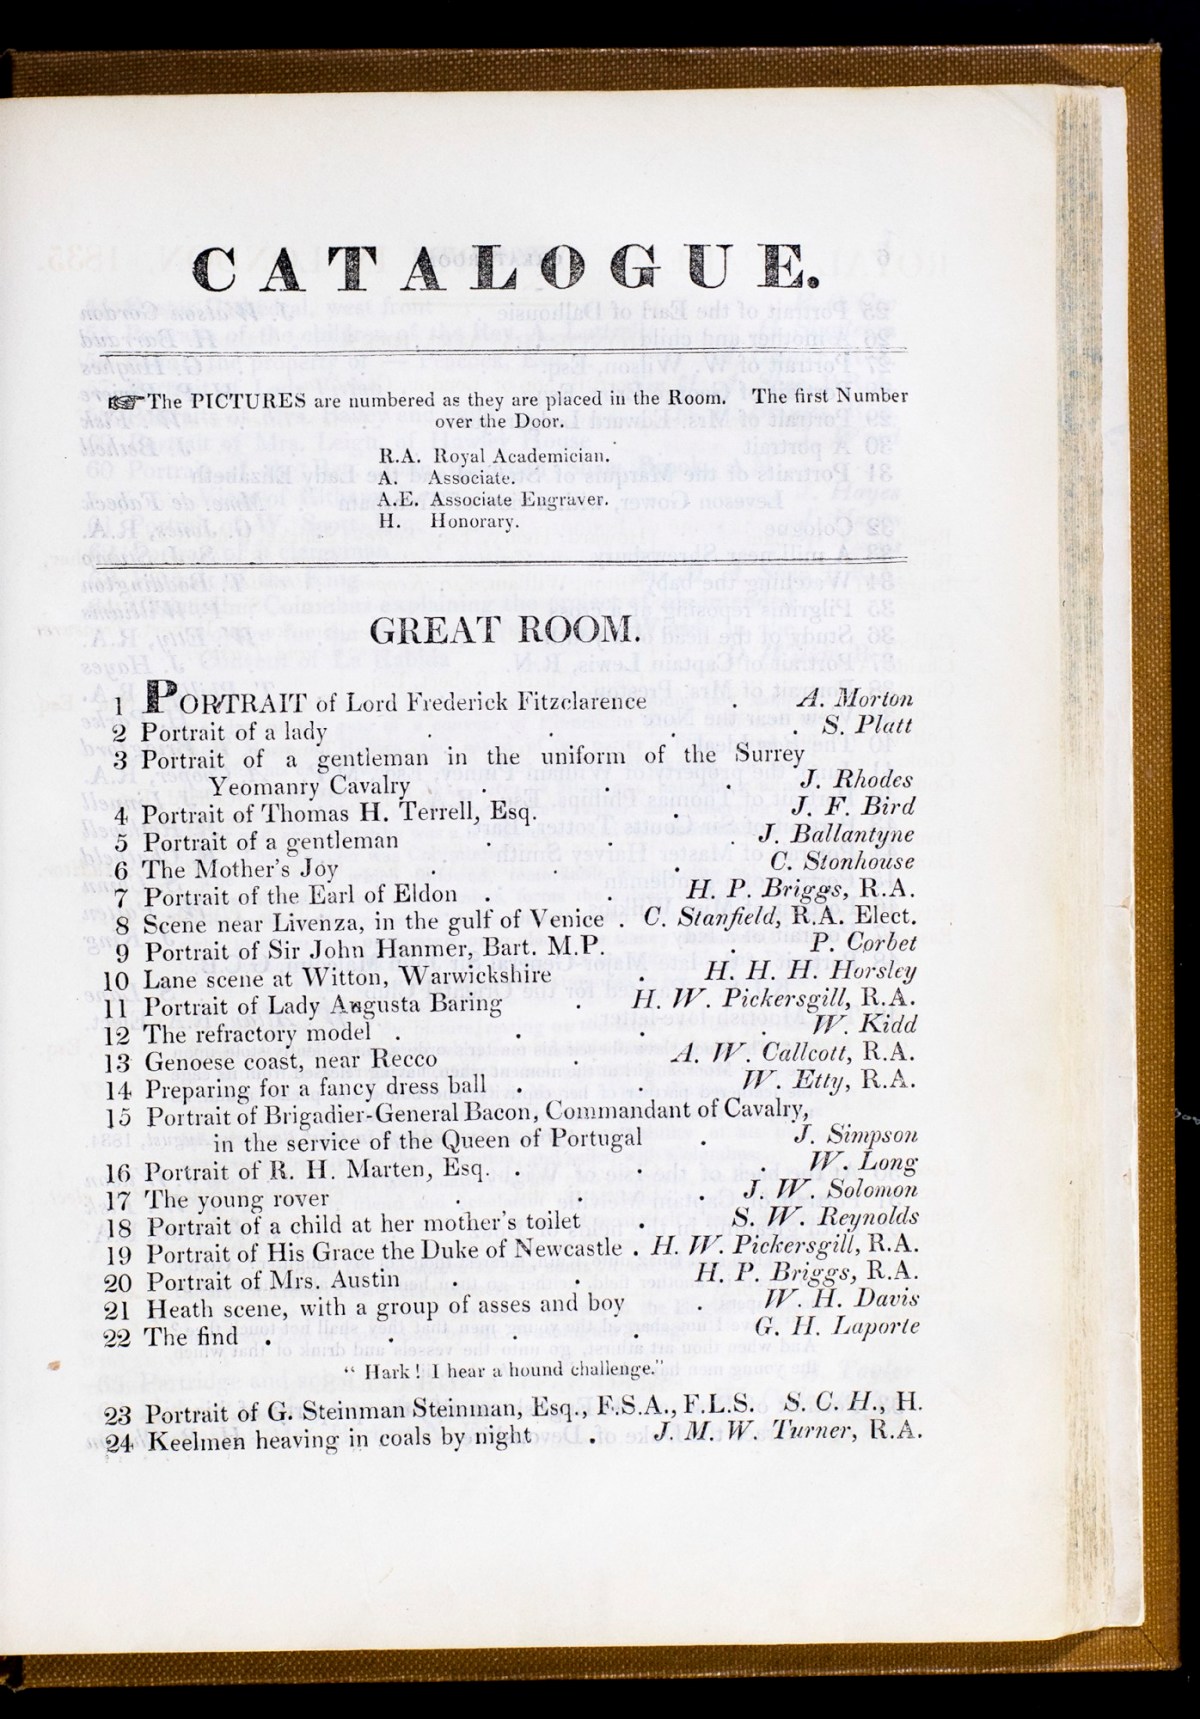 CATALOGUE.
The PICTURES are numbered as they are placed in the Room. The first Number
over the Door.
R.A. Royal Academician.
A. Associate.
A.E. Associate Engraver.
H. Honorary.
GREAT ROOM.
1 PORTRAIT of Lord Frederick Fitzclarence . A. Morton
2 Portrait of a lady . . . . S. Platt
3 Portrait of a gentleman in the uniform of the Surrey
Yeomanry Cavalry . . . J. Rhodes
4 Portrait of Thomas H. Terrell, Esq. . J. F. Bird
5 Portrait of a gentleman . . . J. Ballantyne
6 The Mother's Joy . . . C. Stonhouse
7 Portrait of the Earl of Eldon . . H. P. Briggs, R.A.
8 Scene near Livenza, in the gulf of Venice . C. Stanfield, R.A. Elect.
9 Portrait of Sir John Hanmer, Bart. M.P. . P. Corbet
10 Lane scene at Witton, Warwickshire . H. H. H. Horsley
11 Portrait of Lady Augusta Baring . H. W. Pickersgill, R.A.
12 The refractory model . . . . W. Kidd
13 Genoese coast, near Recco . . A. W. Callcott, R.A.
14 Preparing for a fancy dress ball . . W. Etty, R.A.
15 Portrait of Brigadier-General Bacon, Commandant of Cavalry,
in the service of the Queen of Portugal . J. Simpson
16 Portrait of R. H. Marten, Esq. . . . W. Long
17 The young rover . . . J. W. Solomon
18 Portrait of a child at her mother's toilet . S. W. Reynolds
19 Portrait of His Grace the Duke of Newcastle . H. W. Pickersgill, R.A.
20 Portrait of Mrs. Austin . . H. P. Briggs, R.A.
21 Heath scene, with a group of asses and boy . W. H. Davis
22 The find . . . . G. H. Laporte
"Hark! I hear a hound challenge."
23 Portrait of G. Steinman Steinman, Esq., F.S.A., F.L.S. S. C. H., H.
24 Keelmen heaving in coals by night . J. M. W. Turner, R.A.